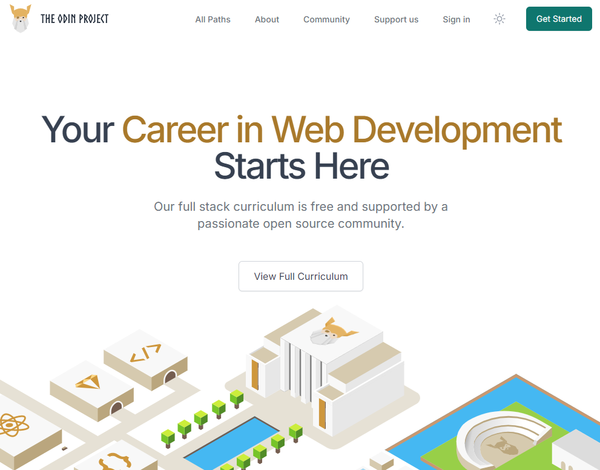 THE ODIN PROJECT
All Paths About Community Support us Sign in Get Started
Your Career in Web Development
Starts Here
Our full stack curriculum is free and supported by a
passionate open source community.
View Full Curriculum
</>